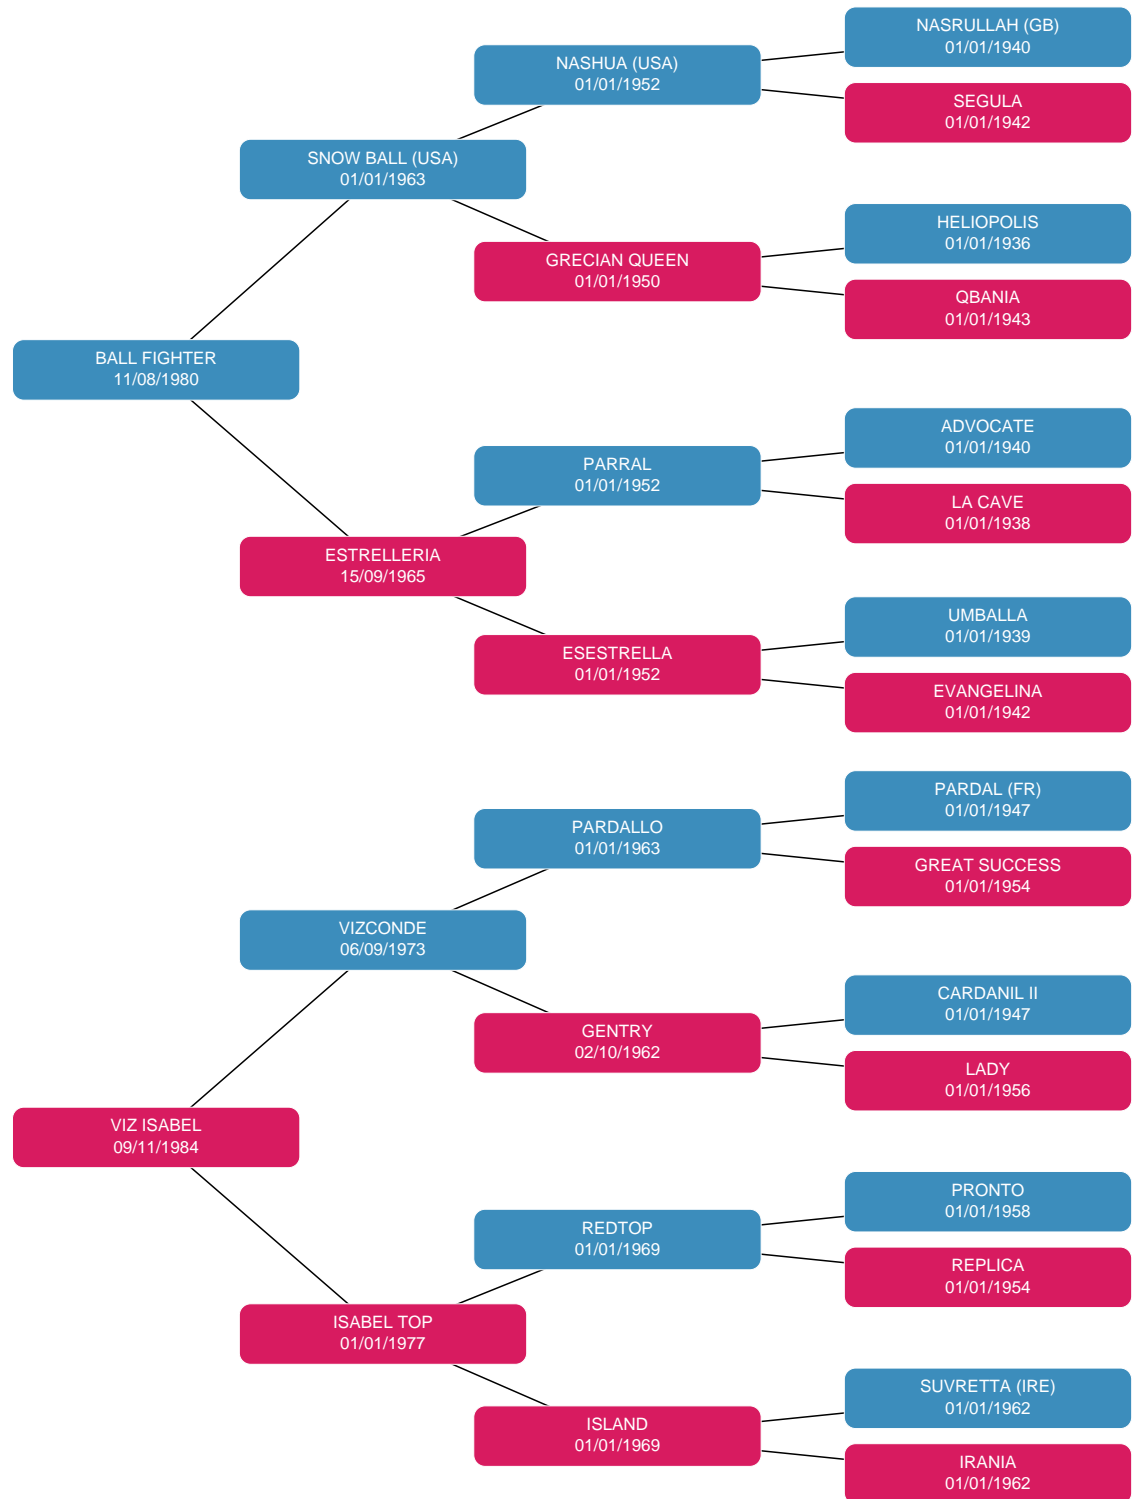 NASRULLAH (GB)
01/01/1940
NASHUA (USA)
01/01/1952
SEGULA
01/01/1942
SNOW BALL (USA)
01/01/1963
HELIOPOLIS
01/01/1936
GRECIAN QUEEN
01/01/1950
QBANIA
01/01/1943
BALL FIGHTER
11/08/1980
ADVOCATE
01/01/1940
PARRAL
01/01/1952
LA CAVE
01/01/1938
ESTRELLERIA
15/09/1965
UMBALLA
01/01/1939
ESESTRELLA
01/01/1952
EVANGELINA
01/01/1942
PARDAL (FR)
01/01/1947
PARDALLO
01/01/1963
GREAT SUCCESS
01/01/1954
VIZCONDE
06/09/1973
CARDANIL II
01/01/1947
GENTRY
02/10/1962
LADY
01/01/1956
VIZ ISABEL
09/11/1984
PRONTO
01/01/1958
REDTOP
01/01/1969
REPLICA
01/01/1954
ISABEL TOP
01/01/1977
SUVRETTA (IRE)
01/01/1962
ISLAND
01/01/1969
IRANIA
01/01/1962